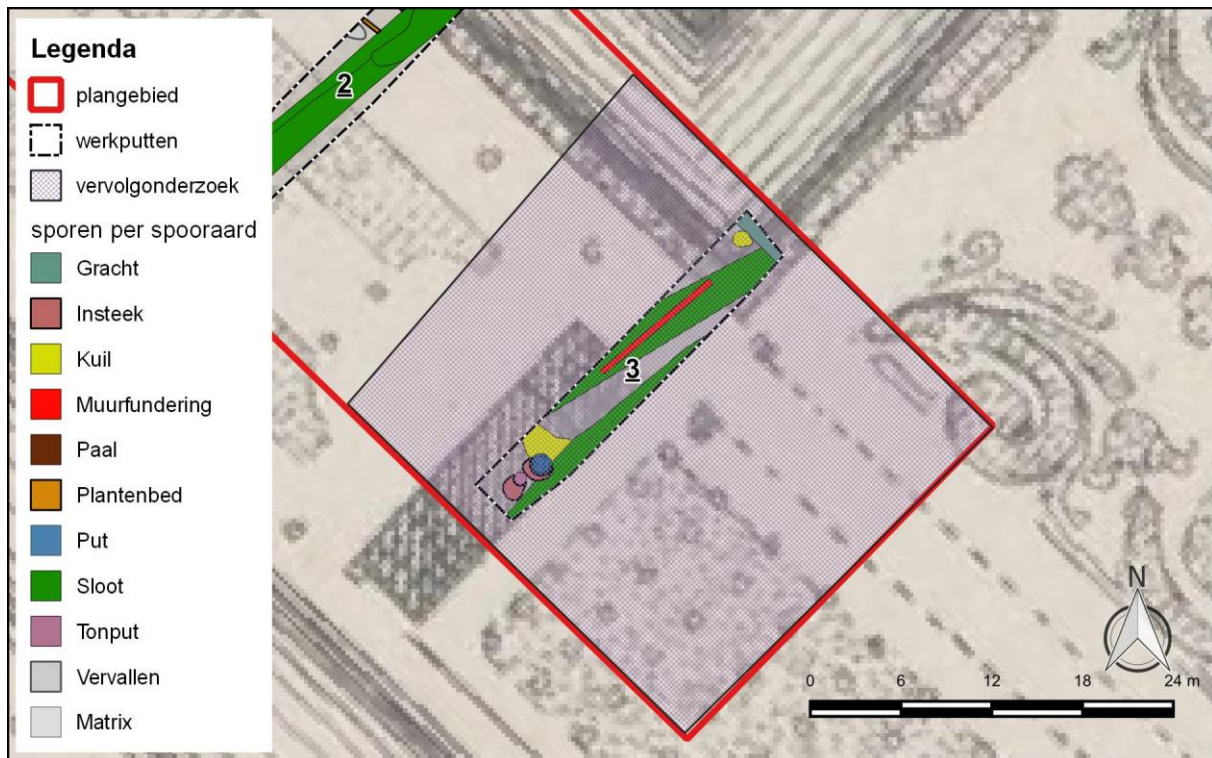 Legenda
plangebied
werkputten
vervolgonderzoek
sporen per spooraard
Gracht
Insteek
Kuil
Muurfundering
Paal
Plantenbed
Put
Sloot
Tonput
Vervallen
Matrix
2
3
N
0 6 12 18 24 m